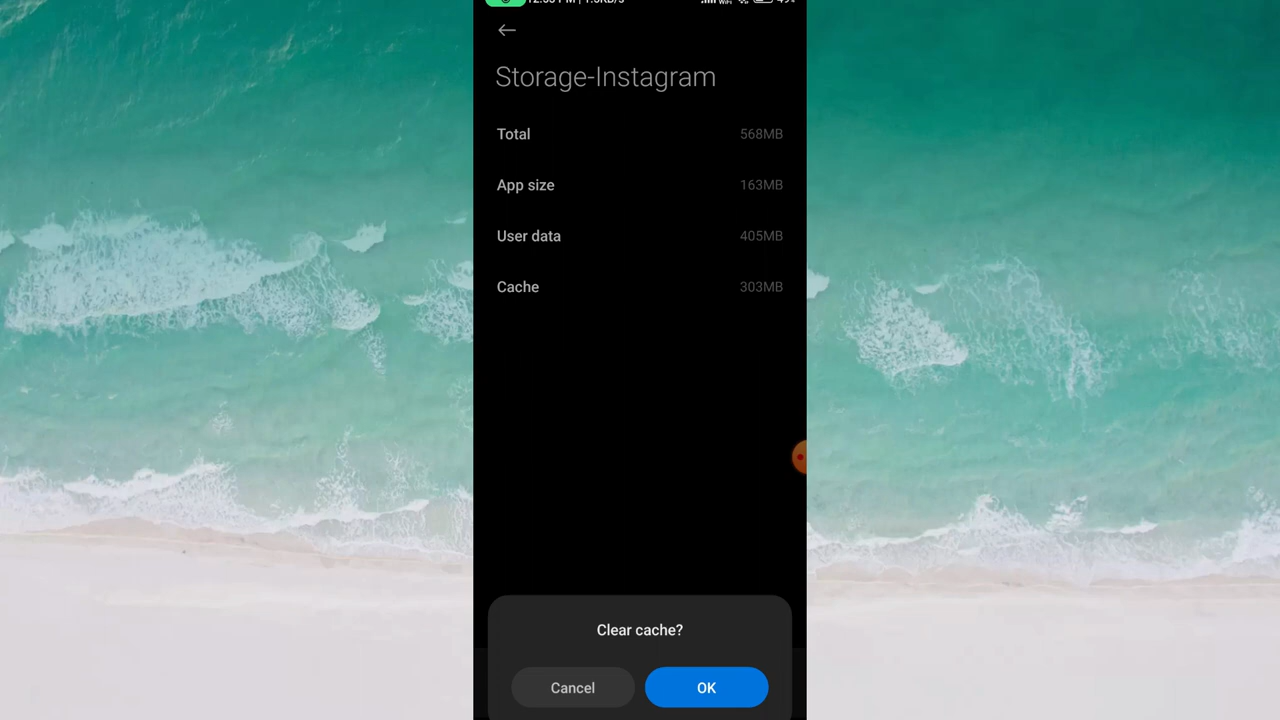 Storage-Instagram
Total 568MB
App size 163MB
User data 405MB
Cache 303MB
Clear cache?
Cancel OK